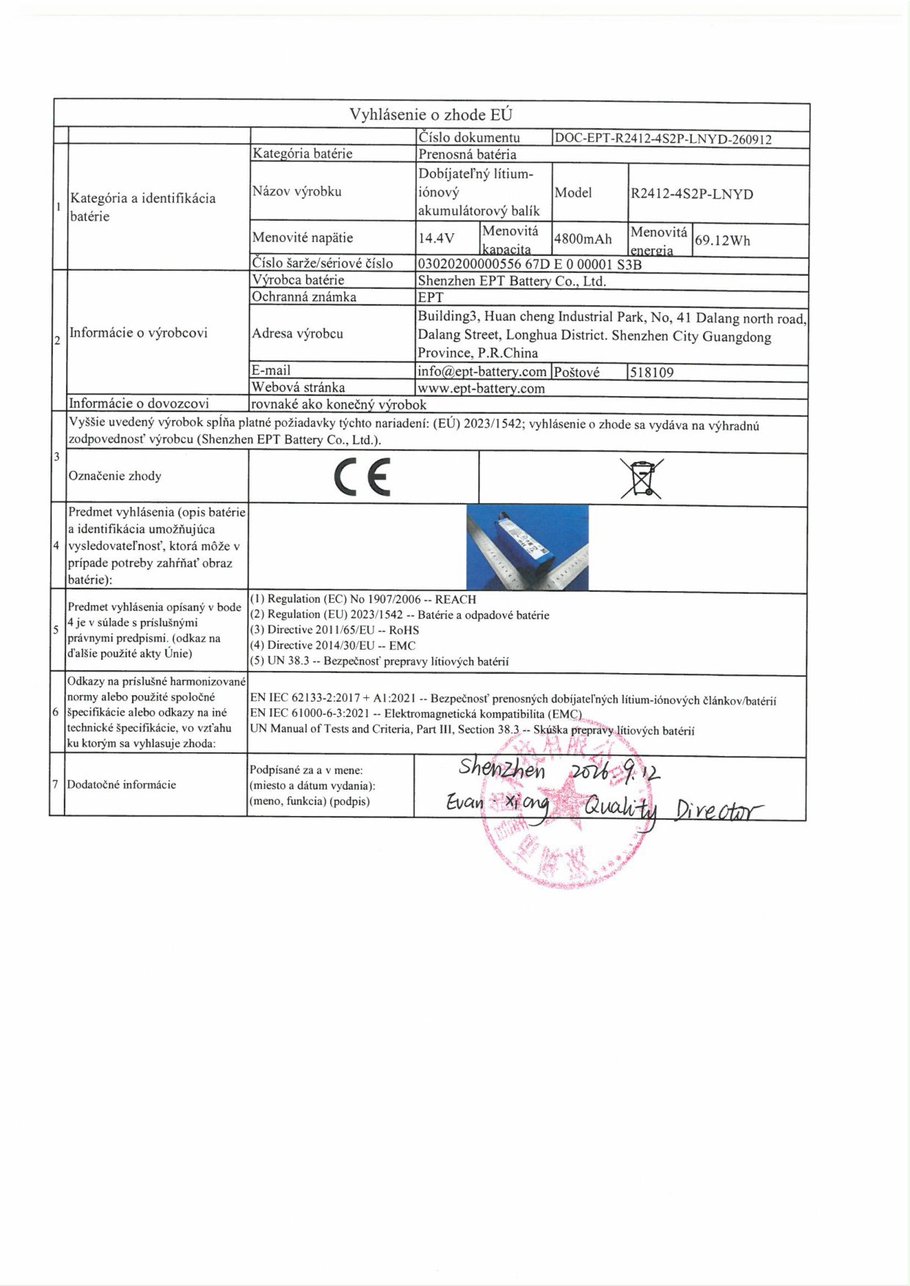 Vyhlásenie o zhode EÚ
Číslo dokumentu DOC-EPT-R2412-4S2P-LNYD-260912
1 Kategória a identifikácia batérie
Kategória batérie Prenosná batéria
Názov výrobku Dobíjateľný lítium-iónový akumulátorový balík Model R2412-4S2P-LNYD
Menovité napätie 14.4V Menovitá kapacita 4800mAh Menovitá energia 69.12Wh
Číslo šarže/sériové číslo 03020200000556 67D E 0 00001 S3B
2 Informácie o výrobcovi
Výrobca batérie Shenzhen EPT Battery Co., Ltd.
Ochranná známka EPT
Adresa výrobcu
Building3, Huan cheng Industrial Park, No, 41 Dalang north road,
Dalang Street, Longhua District. Shenzhen City Guangdong
Province, P.R.China
E-mail info@ept-battery.com Poštové 518109
Webová stránka www.ept-battery.com
Informácie o dovozcovi rovnaké ako konečný výrobok
3
Vyššie uvedený výrobok spĺňa platné požiadavky týchto nariadení: (EÚ) 2023/1542; vyhlásenie o zhode sa vydáva na výhradnú
zodpovednosť výrobcu (Shenzhen EPT Battery Co., Ltd.).
Označenie zhody CE
4
Predmet vyhlásenia (opis batérie
a identifikácia umožňujúca
vysledovateľnosť, ktorá môže v
prípade potreby zahŕňať obraz
batérie):
5
Predmet vyhlásenia opísaný v bode
4 je v súlade s príslušnými
právnymi predpismi. (odkaz na
ďalšie použité akty Únie)
(1) Regulation (EC) No 1907/2006 -- REACH
(2) Regulation (EU) 2023/1542 -- Batérie a odpadové batérie
(3) Directive 2011/65/EU -- RoHS
(4) Directive 2014/30/EU -- EMC
(5) UN 38.3 -- Bezpečnosť prepravy lítiových batérií
6
Odkazy na príslušné harmonizované
normy alebo použité spoločné
špecifikácie alebo odkazy na iné
technické špecifikácie, vo vzťahu
ku ktorým sa vyhlasuje zhoda:
EN IEC 62133-2:2017 + A1:2021 -- Bezpečnosť prenosných dobíjateľných lítium-iónových článkov/batérií
EN IEC 61000-6-3:2021 -- Elektromagnetická kompatibilita (EMC)
UN Manual of Tests and Criteria, Part III, Section 38.3 -- Skúška prepravy lítiových batérií
7 Dodatočné informácie
Podpísané za a v mene:
(miesto a dátum vydania):
(meno, funkcia) (podpis)
Shenzhen 2026.9.12
Evan Xiong Quality Director